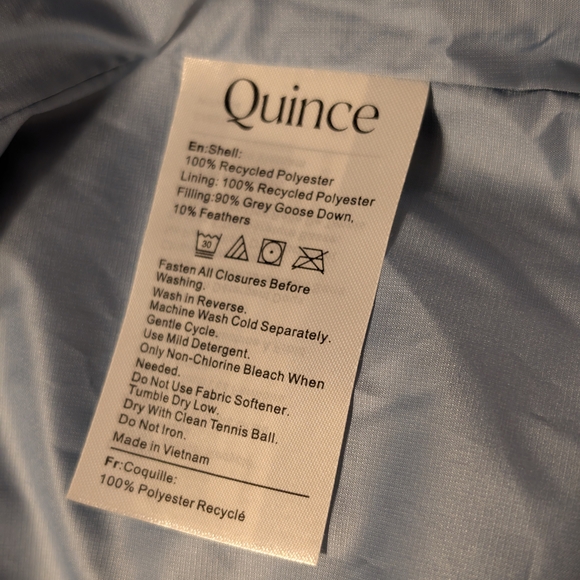 Quince
En:Shell:
100% Recycled Polyester
Lining: 100% Recycled Polyester
Filling:90% Grey Goose Down,
10% Feathers
30
Fasten All Closures Before
Washing.
Wash in Reverse.
Machine Wash Cold Separately.
Gentle Cycle.
Use Mild Detergent.
Only Non-Chlorine Bleach When
Needed.
Do Not Use Fabric Softener.
Tumble Dry Low.
Dry With Clean Tennis Ball.
Do Not Iron.
Made in Vietnam
Fr:Coquille:
100% Polyester Recyclé